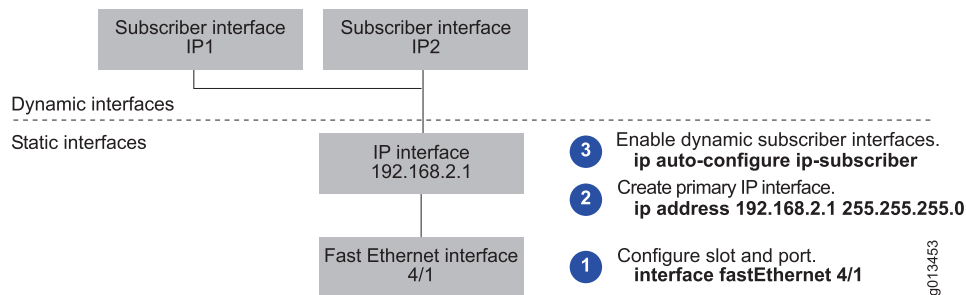 Subscriber interface
IP1
Subscriber interface
IP2
Dynamic interfaces
Static interfaces
IP interface
192.168.2.1
3 Enable dynamic subscriber interfaces.
ip auto-configure ip-subscriber
2 Create primary IP interface.
ip address 192.168.2.1 255.255.255.0
Fast Ethernet interface
4/1
1 Configure slot and port.
interface fastEthernet 4/1
g013453